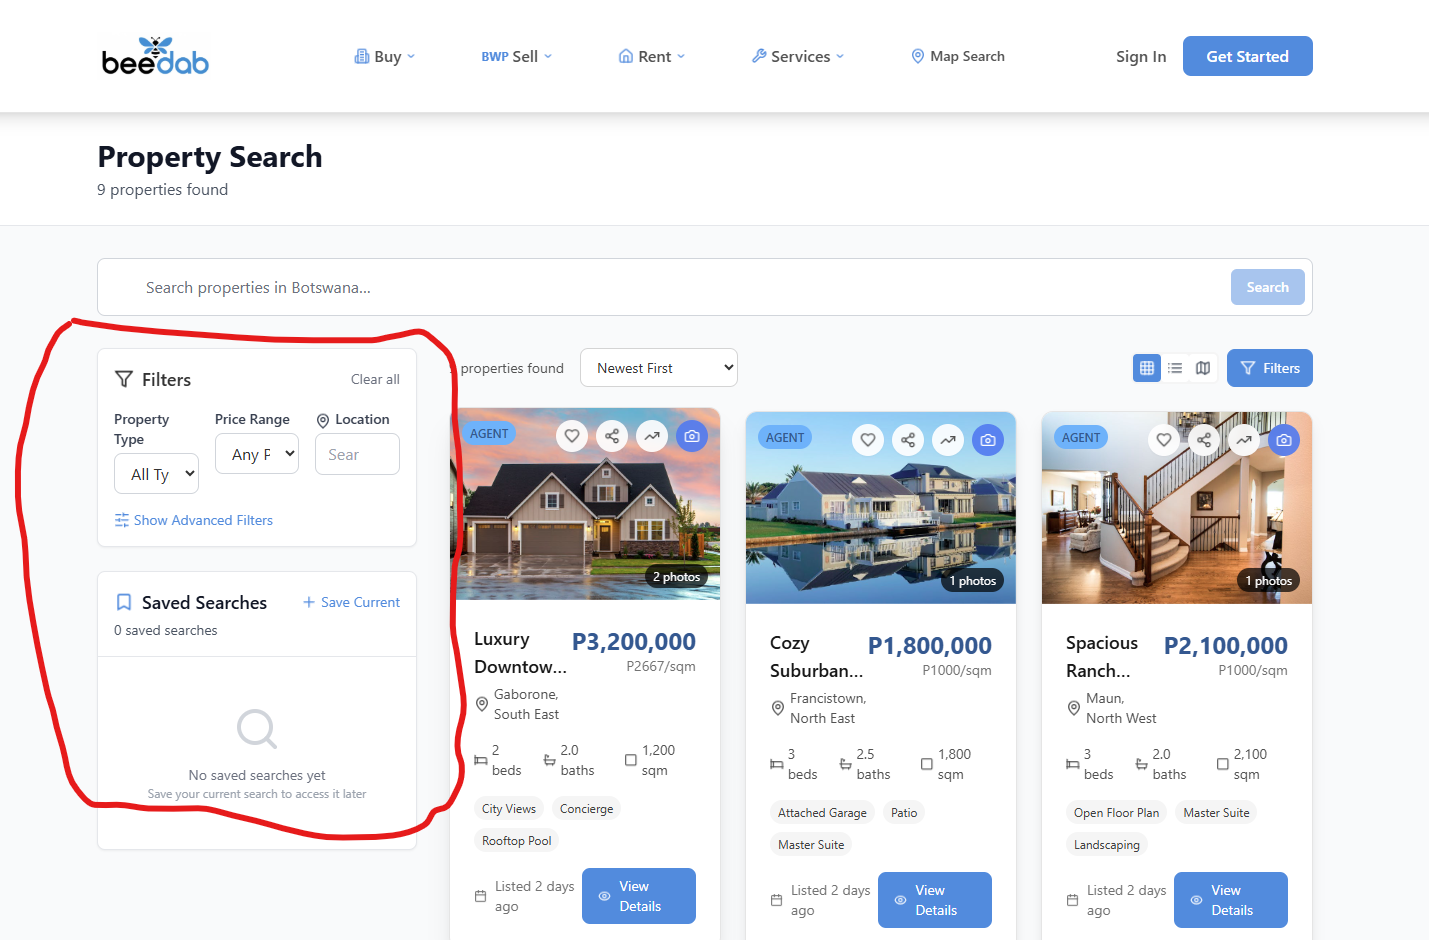 beedab
Buy
BWP Sell
Rent
Services
Map Search
Sign In
Get Started
Property Search
9 properties found
Search properties in Botswana...
Search
Filters
Clear all
Property
Type
Price Range
Location
All Ty
Any P
Sear
Show Advanced Filters
Saved Searches
+ Save Current
0 saved searches
No saved searches yet
Save your current search to access it later
properties found
Newest First
Filters
AGENT
2 photos
Luxury
Downtow...
P3,200,000
P2667/sqm
Gaborone,
South East
2
beds
2.0
baths
1,200
sqm
City Views
Concierge
Rooftop Pool
Listed 2 days
ago
View
Details
AGENT
1 photos
Cozy
Suburban...
P1,800,000
P1000/sqm
Francistown,
North East
3
beds
2.5
baths
1,800
sqm
Attached Garage
Patio
Master Suite
Listed 2 days
ago
View
Details
AGENT
1 photos
Spacious
Ranch...
P2,100,000
P1000/sqm
Maun,
North West
3
beds
2.0
baths
2,100
sqm
Open Floor Plan
Master Suite
Landscaping
Listed 2 days
ago
View
Details